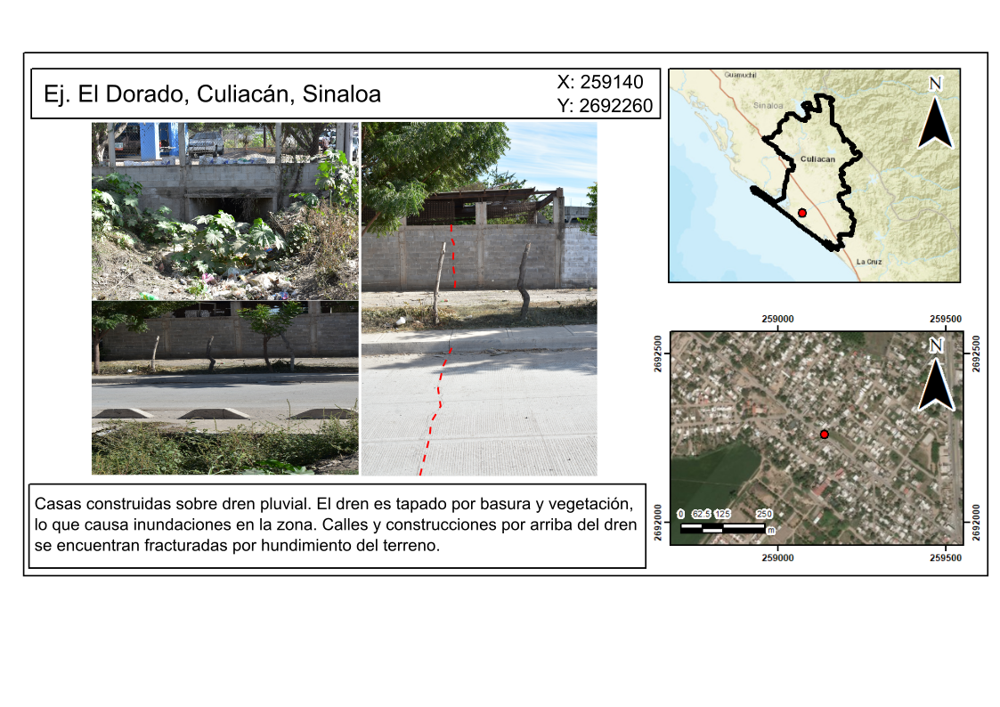 Ej. El Dorado, Culiacán, Sinaloa
X: 259140
Y: 2692260
Guamuchil
Sinaloa
N
Culiacan
La Cruz
Casas construidas sobre dren pluvial. El dren es tapado por basura y vegetación,
lo que causa inundaciones en la zona. Calles y construcciones por arriba del dren
se encuentran fracturadas por hundimiento del terreno.
259000 259500
2692500 2692500
N
0 62.5 125 250
m
2692000 2692000
259000 259500